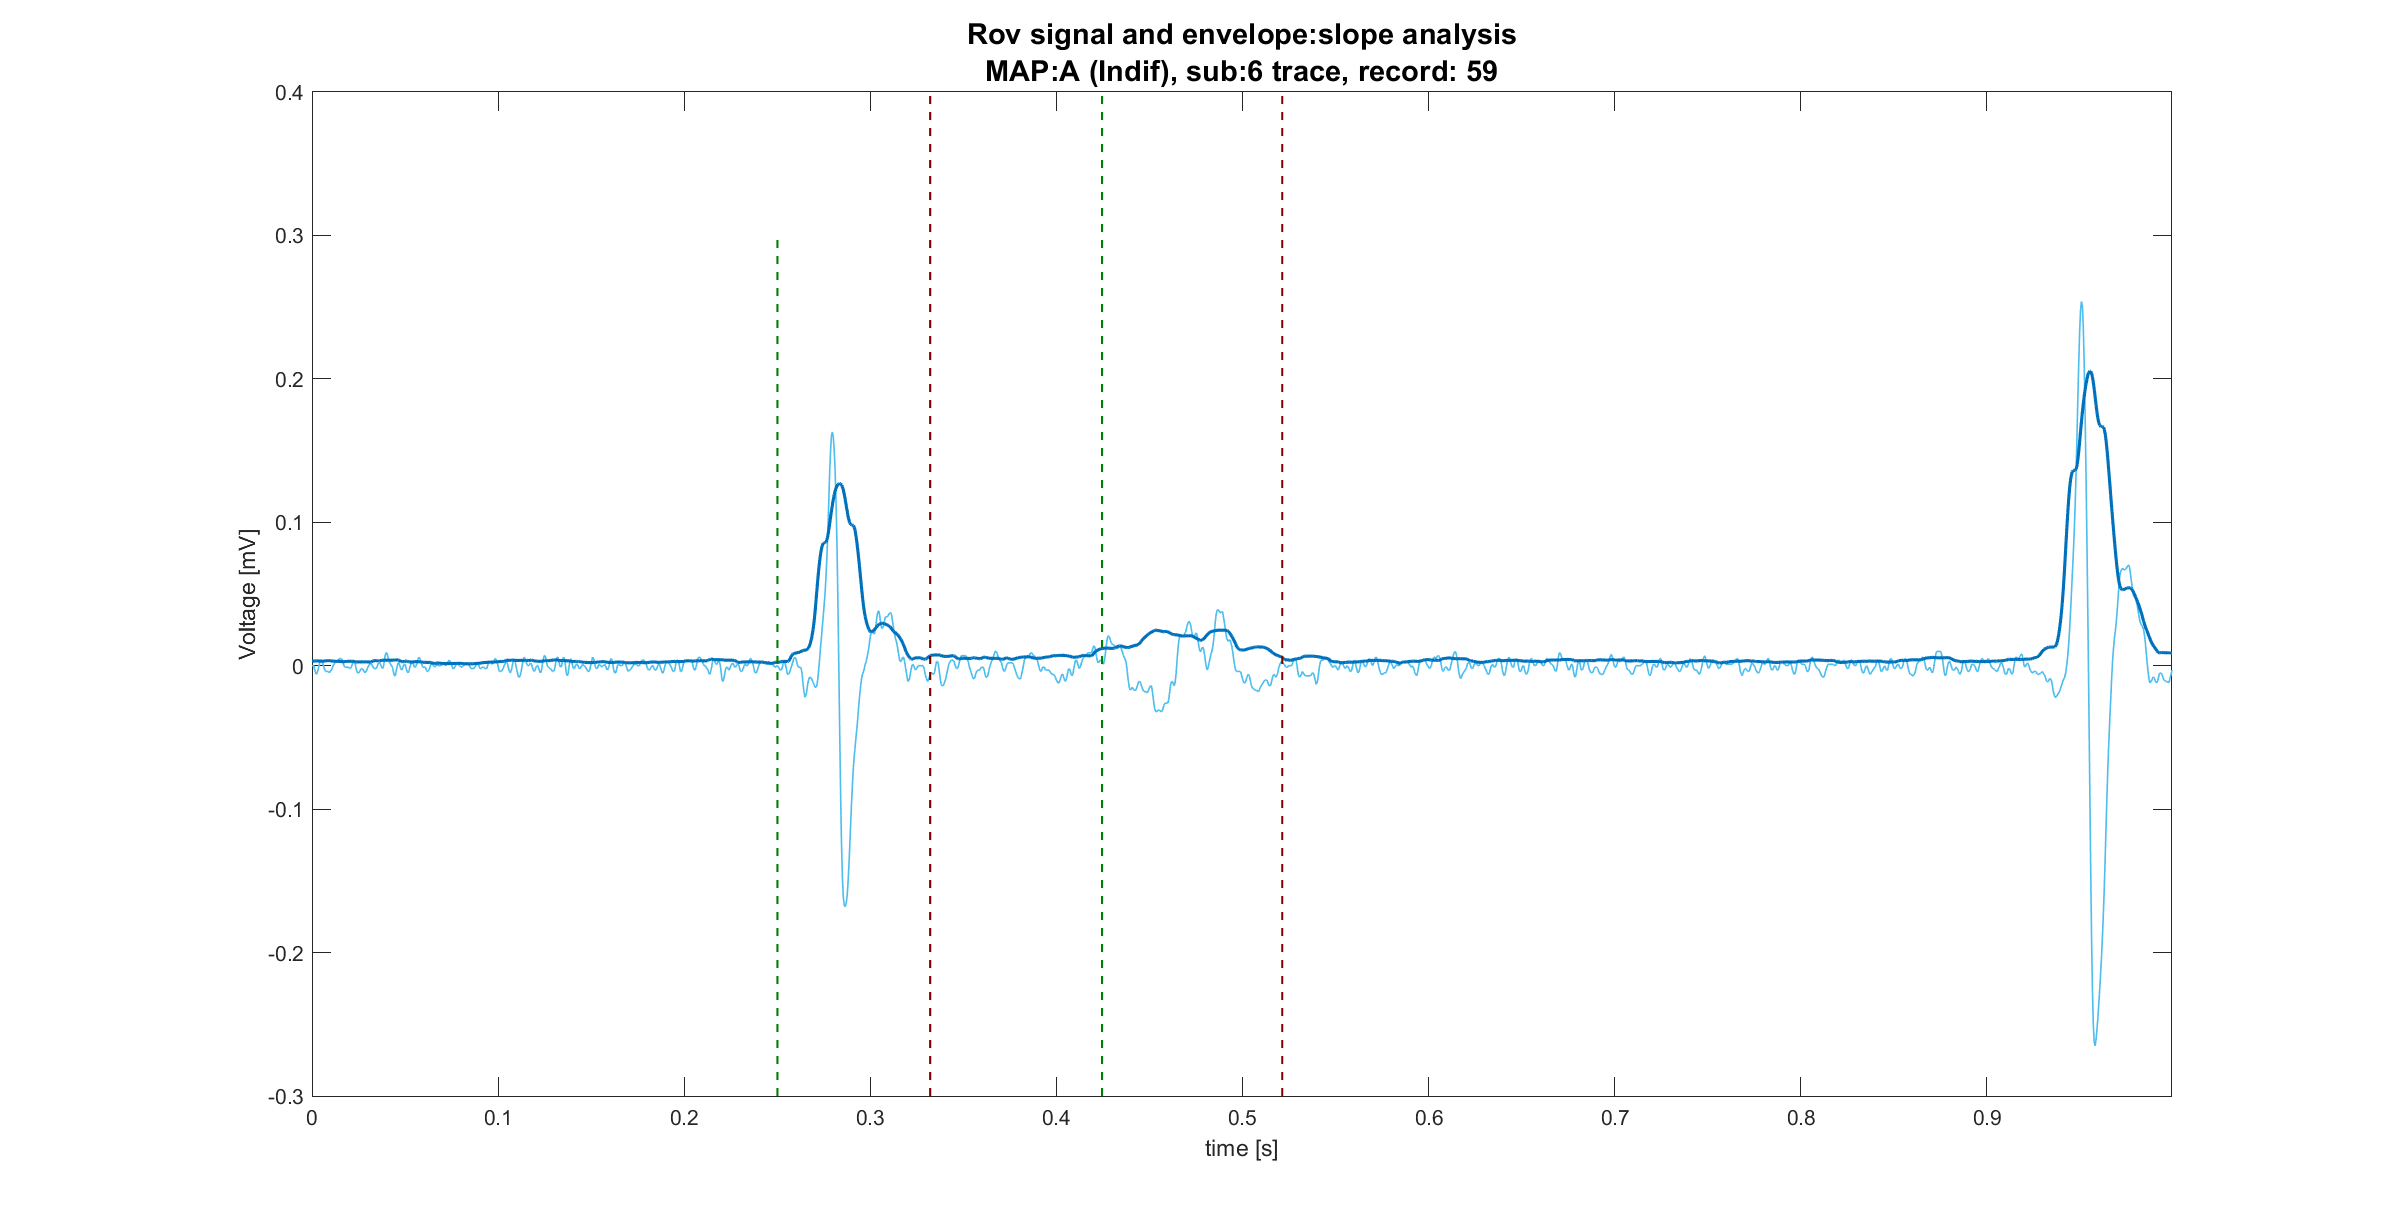 Rov signal and envelope:slope analysis
MAP:A (Indif), sub:6 trace, record: 59
0.4
0.3
0.2
0.1
0
-0.1
-0.2
-0.3
Voltage [mV]
0 0.1 0.2 0.3 0.4 0.5 0.6 0.7 0.8 0.9
time [s]